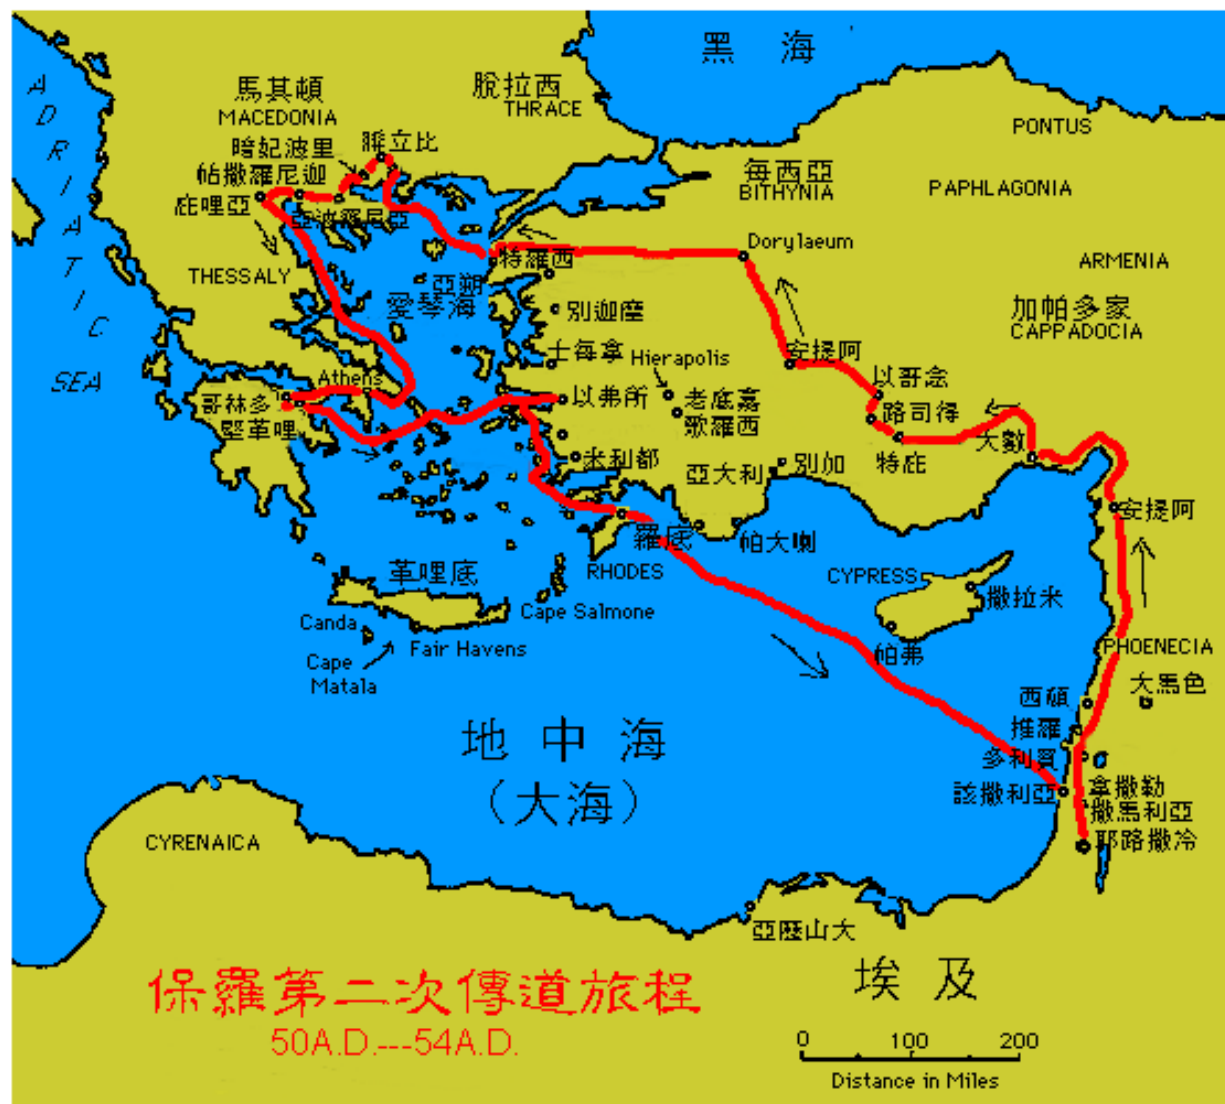 黑 海
ADRIATIC
SEA
馬其頓
MACEDONIA
脫拉西
THRACE
PONTUS
暗妃波里
腓立比
帖撒羅尼迦
庇哩亞
亞波羅尼亞
每西亞
BITHYNIA
PAPHLAGONIA
THESSALY
特羅西
亞朔
Dorylaeum
ARMENIA
愛琴海
別迦摩
加帕多家
CAPPADOCIA
士每拿
Hierapolis
安提阿
Athens
哥林多
堅革哩
以弗所
老底嘉
歌羅西
以哥念
路司得
特庇
大數
米利都
亞大利
別加
安提阿
羅底
RHODES
帕大喇
革哩底
Cape Salmone
Canda
Fair Havens
Cape
Matala
CYPRESS
撒拉米
帕弗
PHOENECIA
大馬色
西頓
推羅
多利買
該撒利亞
拿撒勒
撒馬利亞
耶路撒冷
地 中 海
(大海)
CYRENAICA
亞歷山大
埃 及
保羅第二次傳道旅程
50A.D.---54A.D.
0 100 200
Distance in Miles